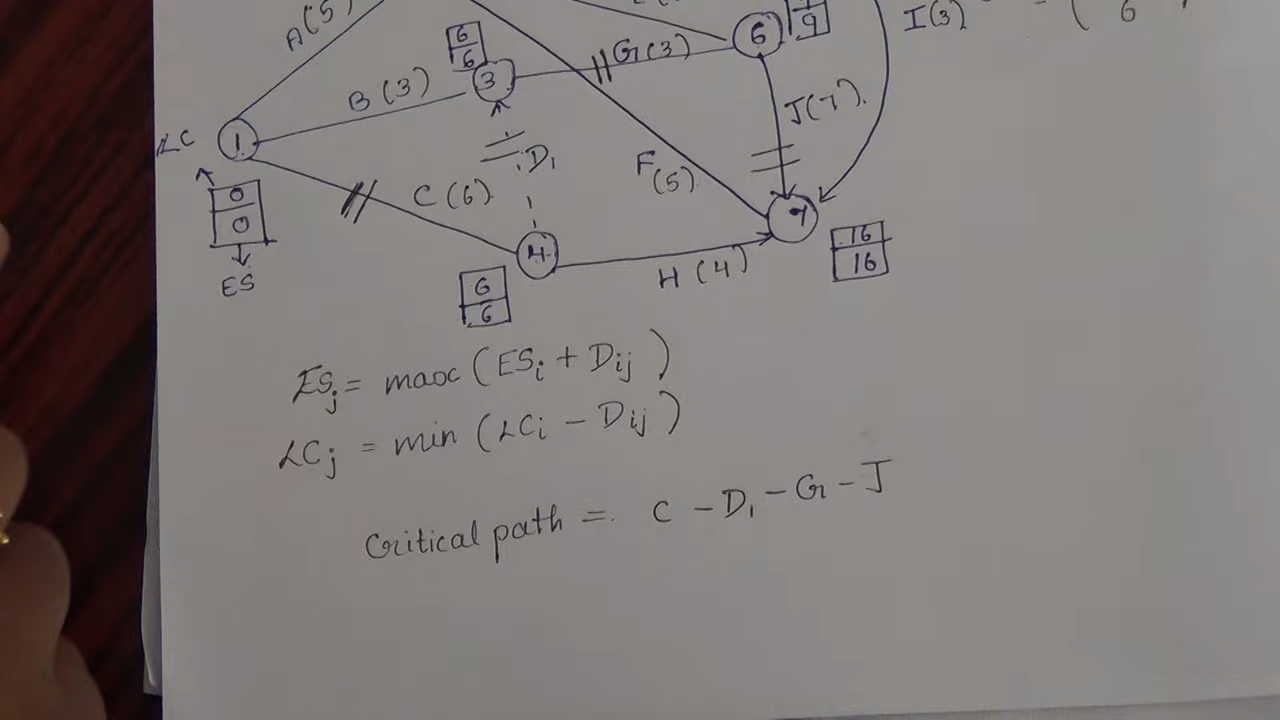 A(5)
I(3)
6
6
9
6
6
G(3)
3
B(3)
J(7).
LC
1
D1
F(5)
0
0
C(6)
7
16
16
4
H(4)
ES
6
6
ESj = max (ESi + Dij)
LCj = min (LCi - Dij)
Critical path = C - D1 - G - J